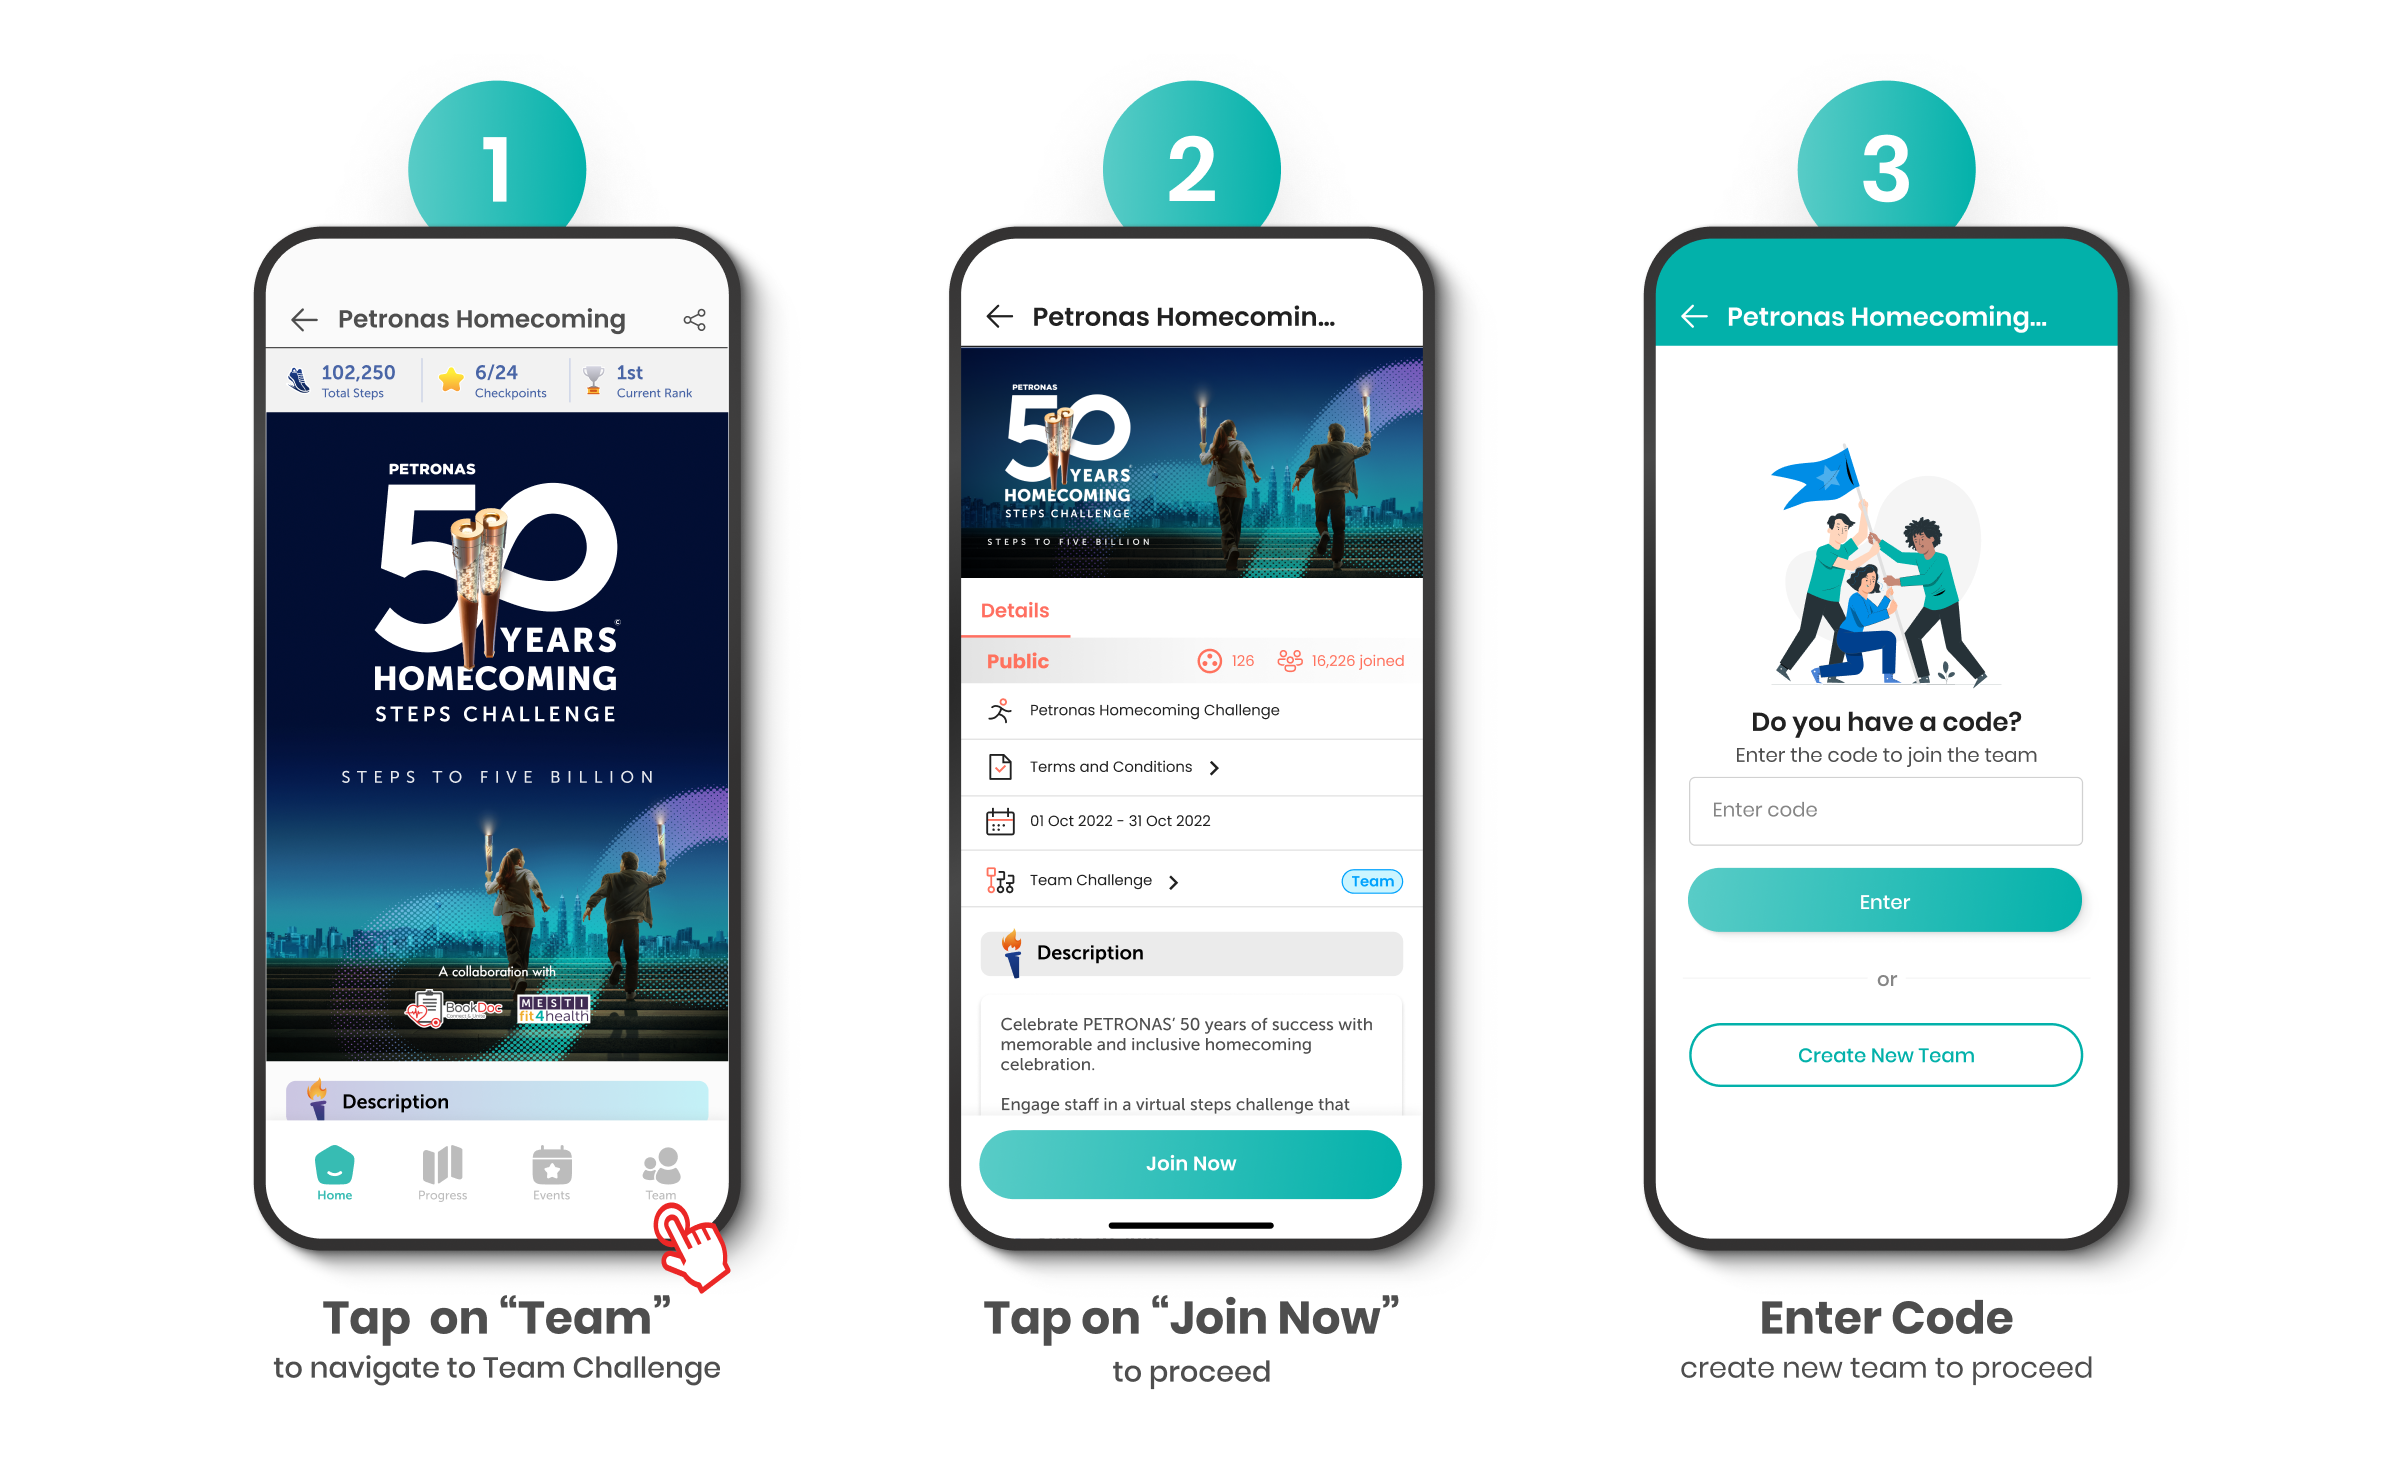 1
Petronas Homecoming
102,250
Total Steps
6/24
Checkpoints
1st
Current Rank
PETRONAS
50
YEARS
HOMECOMING
STEPS CHALLENGE
STEPS TO FIVE BILLION
A collaboration with
BookDoc
MESTI
fit4health
Description
Home
Progress
Events
Team
Tap on “Team”
to navigate to Team Challenge
2
Petronas Homecomin...
PETRONAS
50
YEARS
HOMECOMING
STEPS CHALLENGE
STEPS TO FIVE BILLION
Details
Public
126
16,226 joined
Petronas Homecoming Challenge
Terms and Conditions
01 Oct 2022 - 31 Oct 2022
Team Challenge
Team
Description
Celebrate PETRONAS’ 50 years of success with
memorable and inclusive homecoming
celebration.
Engage staff in a virtual steps challenge that
Join Now
Tap on “Join Now”
to proceed
3
Petronas Homecoming...
Do you have a code?
Enter the code to join the team
Enter code
Enter
or
Create New Team
Enter Code
create new team to proceed